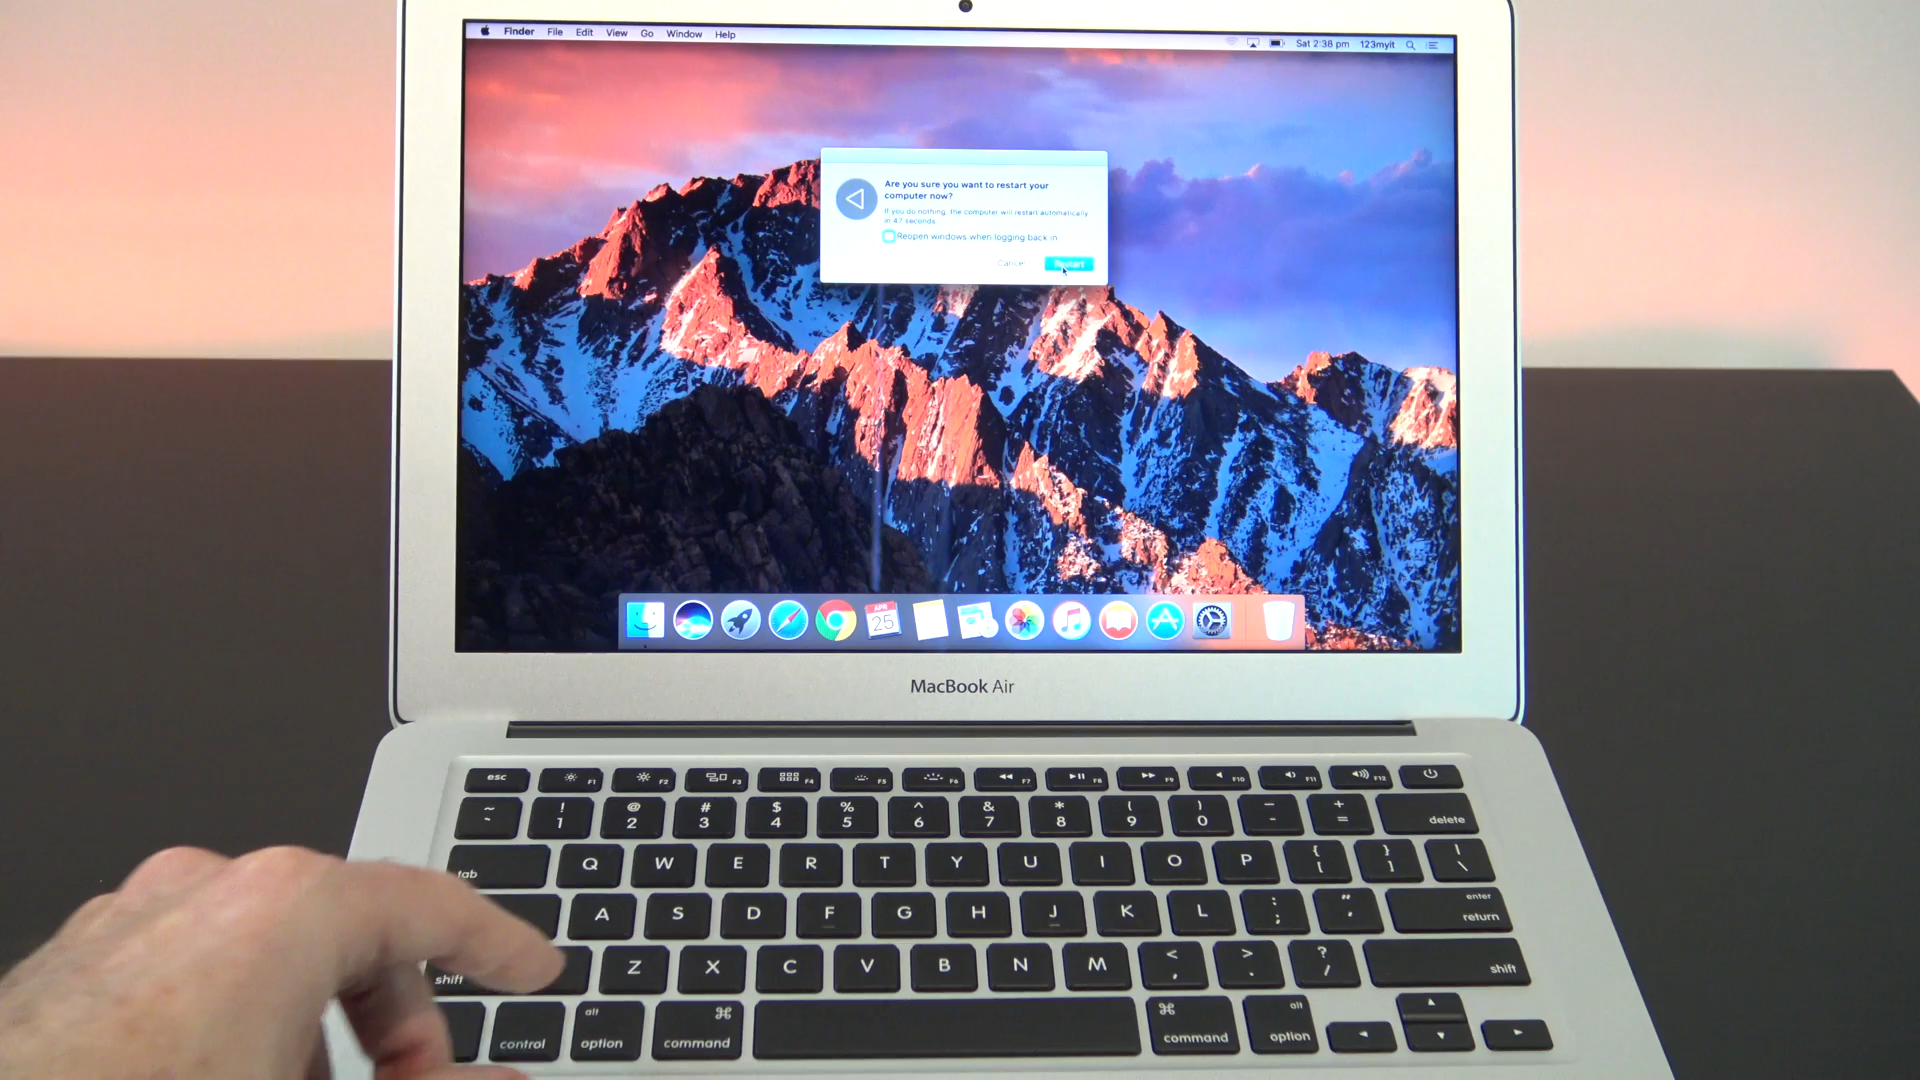 Finder File Edit View Go Window Help
Sat 2:38 pm 123myit
Are you sure you want to restart your
computer now?
If you do nothing, the computer will restart automatically
in 47 seconds.
Reopen windows when logging back in
Cancel Restart
APR
25
MacBook Air
esc F1 F2 F3 F4 F5 F6 F7 F8 F9 F10 F11 F12
~ ! @ # $ % ^ & * ( ) _ +
` 1 2 3 4 5 6 7 8 9 0 - = delete
tab Q W E R T Y U I O P { [ } ] | \
A S D F G H J K L : ; " ' enter return
shift Z X C V B N M < , > . ? / shift
control alt option ⌘ command ⌘ command alt option